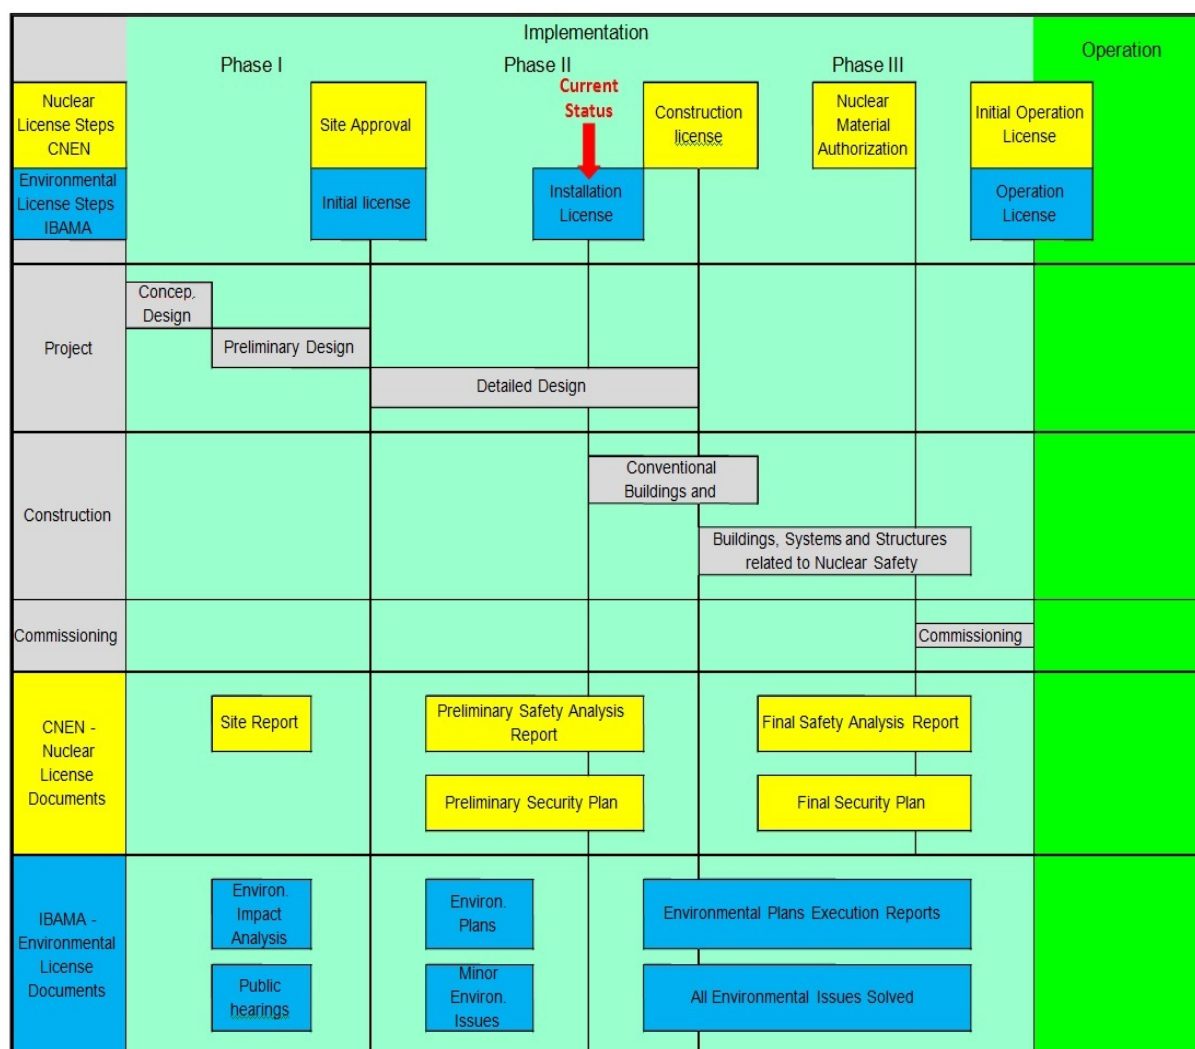 Implementation
Operation
Phase I
Phase II
Phase III
Current
Status
Nuclear
License Steps
CNEN
Site Approval
Construction
license
Nuclear
Material
Authorization
Initial Operation
License
Environmental
License Steps
IBAMA
Initial license
Installation
License
Operation
License
Project
Concep.
Design
Preliminary Design
Detailed Design
Construction
Conventional
Buildings and
Buildings, Systems and Structures
related to Nuclear Safety
Commissioning
Commissioning
CNEN -
Nuclear
License
Documents
Site Report
Preliminary Safety Analysis
Report
Final Safety Analysis Report
Preliminary Security Plan
Final Security Plan
IBAMA -
Environmental
License
Documents
Environ.
Impact
Analysis
Environ.
Plans
Environmental Plans Execution Reports
Public
hearings
Minor
Environ.
Issues
All Environmental Issues Solved